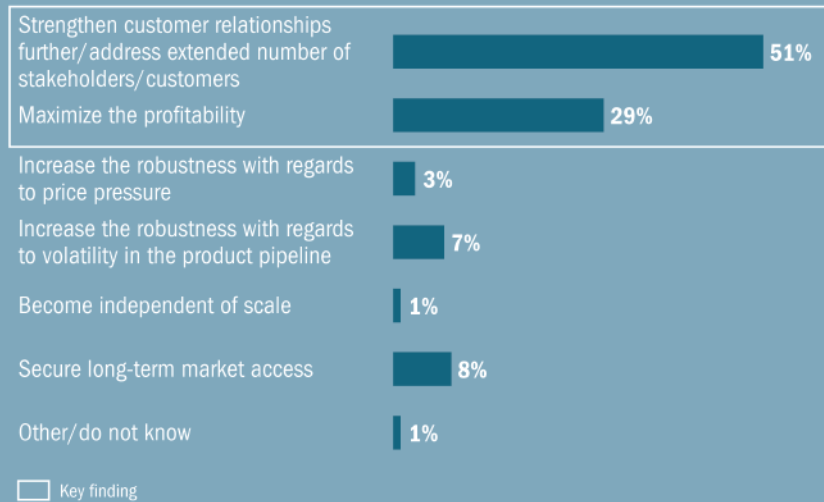 Strengthen customer relationships
further/address extended number of
stakeholders/customers
51%
Maximize the profitability
29%
Increase the robustness with regards
to price pressure
3%
Increase the robustness with regards
to volatility in the product pipeline
7%
Become independent of scale
1%
Secure long-term market access
8%
Other/do not know
1%
Key finding